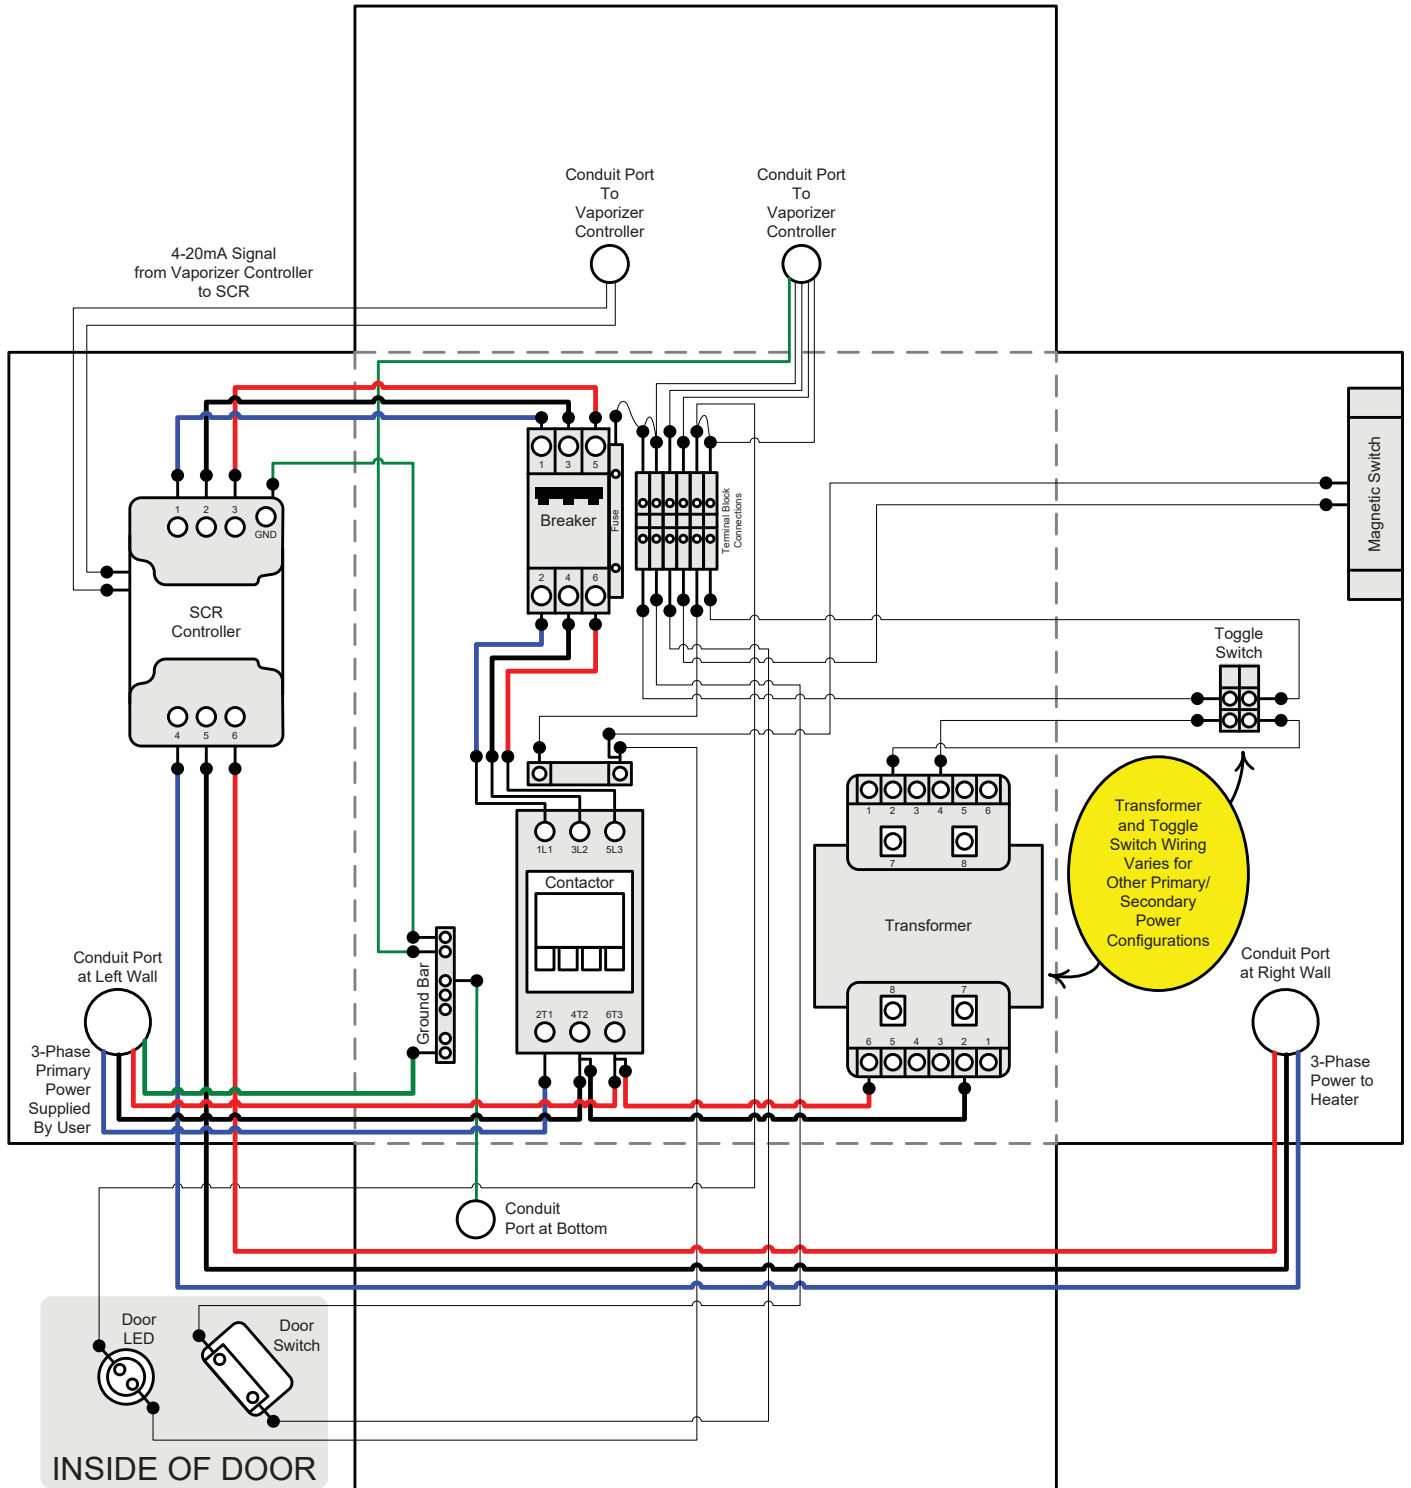 Conduit Port
To
Vaporizer
Controller
Conduit Port
To
Vaporizer
Controller
4-20mA Signal
from Vaporizer Controller
to SCR
Magnetic Switch
1
3
5
Breaker
Fuse
2
4
6
Terminal Block
Connections
1
2
3
GND
SCR
Controller
4
5
6
Toggle
Switch
1
2
3
4
5
6
7
8
Transformer
8
7
6
5
4
3
2
1
Transformer
and Toggle
Switch Wiring
Varies for
Other Primary/
Secondary
Power
Configurations
1L1
3L2
5L3
Contactor
2T1
4T2
6T3
Ground Bar
Conduit Port
at Left Wall
3-Phase
Primary
Power
Supplied
By User
Conduit Port
at Right Wall
3-Phase
Power to
Heater
Conduit
Port at Bottom
Door
LED
Door
Switch
INSIDE OF DOOR